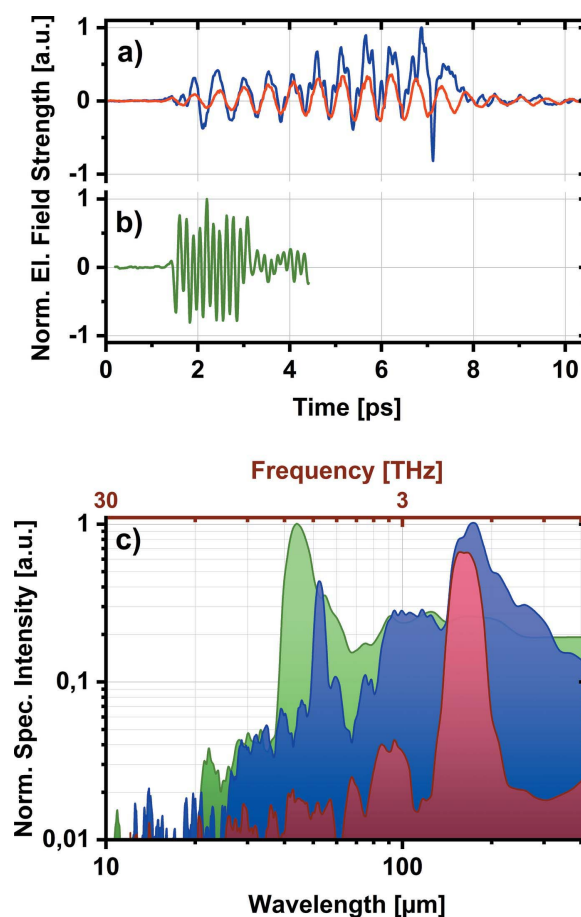 a)
Norm. El. Field Strength [a.u.]
1
0
-1
b)
1
0
-1
0 2 4 6 8 10
Time [ps]
Frequency [THz]
30 3
c)
Norm. Spec. Intensity [a.u.]
1
0,1
0,01
10 100
Wavelength [µm]